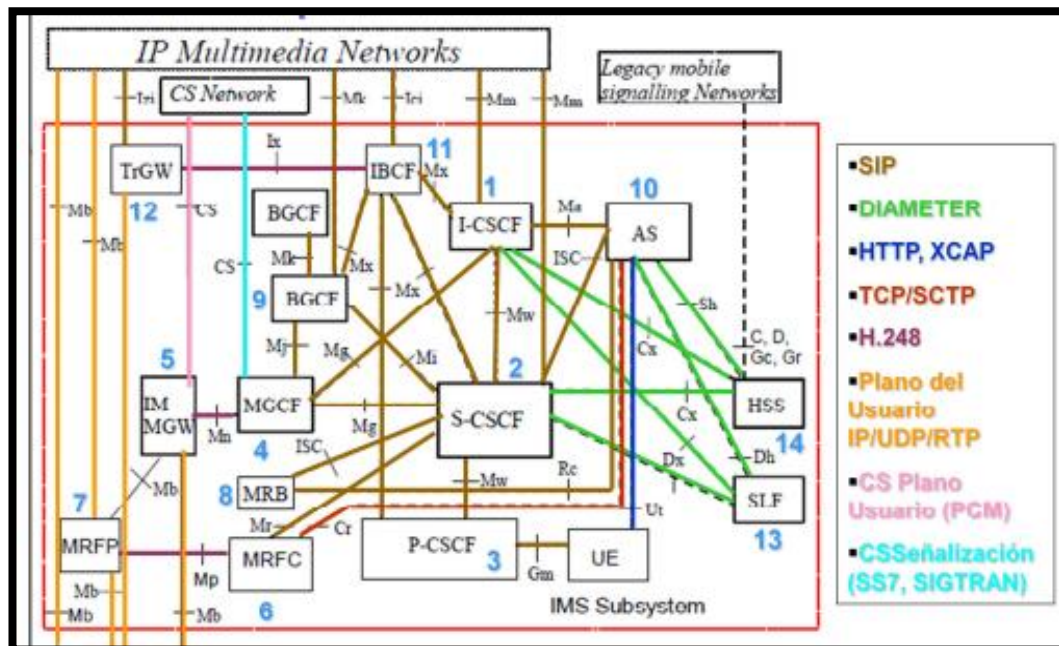 IP Multimedia Networks
Legacy mobile
signalling Networks
CS Network
Ici
Mk
Mm
Mm
Ix
11
TrGW
IBCF
Mx
1
10
12
Mb
CS
BGCF
I-CSCF
Ma
AS
Mb
ISC
CS
Mk
Mx
Mx
Mw
Sh
9
BGCF
C, D,
Gc, Gr
Cx
Mj
Mg
Mi
2
5
IM
MGW
Mn
MGCF
Mg
S-CSCF
Cx
HSS
4
14
ISC
Dx
Dh
7
Mb
8
MRB
Mw
Rc
SLF
Mr
Cr
Ut
13
MRFP
Mp
MRFC
P-CSCF
3
Gm
UE
Mb
6
Mb
Mb
IMS Subsystem
▪SIP
▪DIAMETER
▪HTTP, XCAP
▪TCP/SCTP
▪H.248
▪Plano del
Usuario
IP/UDP/RTP
▪CS Plano
Usuario (PCM)
▪CSSeñalización
(SS7, SIGTRAN)